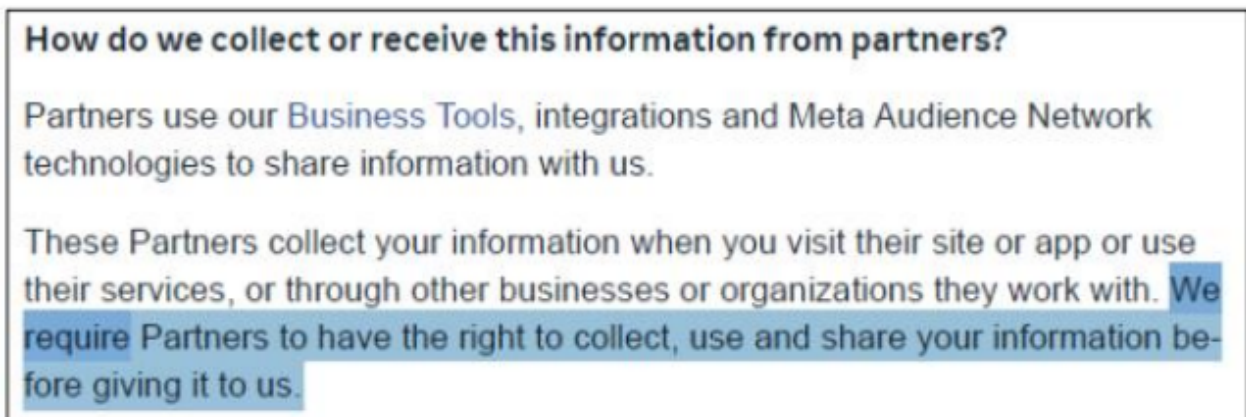 How do we collect or receive this information from partners?
Partners use our Business Tools, integrations and Meta Audience Network
technologies to share information with us.
These Partners collect your information when you visit their site or app or use
their services, or through other businesses or organizations they work with. We
require Partners to have the right to collect, use and share your information be-
fore giving it to us.